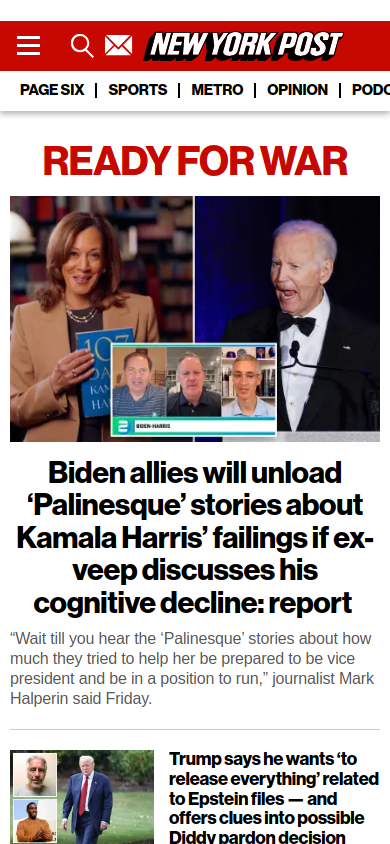 NEW YORK POST
PAGE SIX
SPORTS
METRO
OPINION
PODC
READY FOR WAR
107
DA
KAM
HA
BIDEN-HARRIS
Biden allies will unload
‘Palinesque’ stories about
Kamala Harris’ failings if ex-
veep discusses his
cognitive decline: report
“Wait till you hear the ‘Palinesque’ stories about how
much they tried to help her be prepared to be vice
president and be in a position to run,” journalist Mark
Halperin said Friday.
Trump says he wants ‘to
release everything’ related
to Epstein files — and
offers clues into possible
Diddy pardon decision